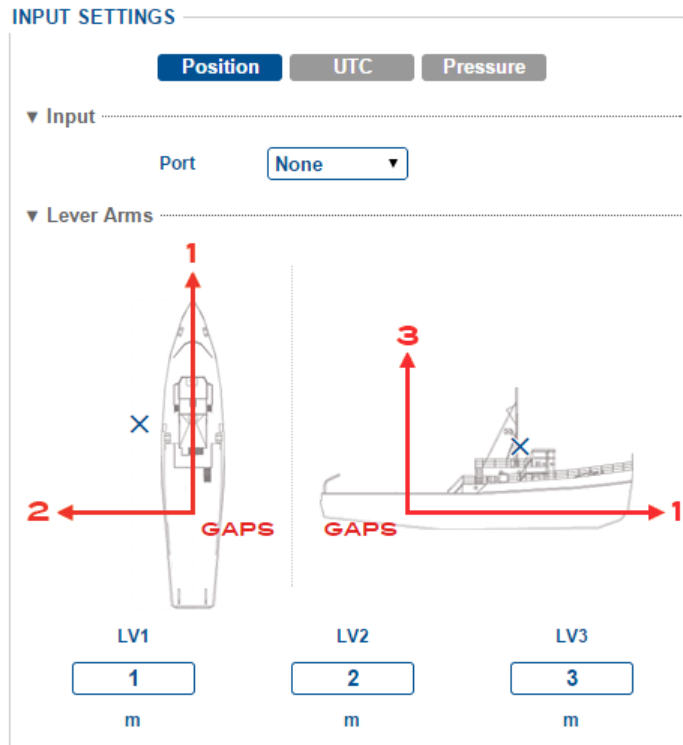 INPUT SETTINGS
Position UTC Pressure
▼ Input
Port None ▼
▼ Lever Arms
1
3
2 GAPS GAPS 1
LV1 LV2 LV3
1 2 3
m m m